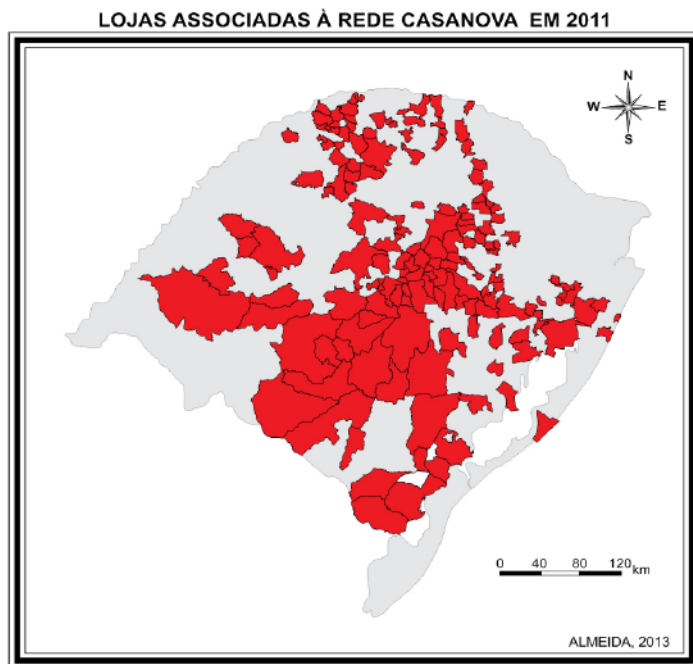 LOJAS ASSOCIADAS À REDE CASANOVA EM 2011
N
W E
S
0 40 80 120 km
ALMEIDA, 2013